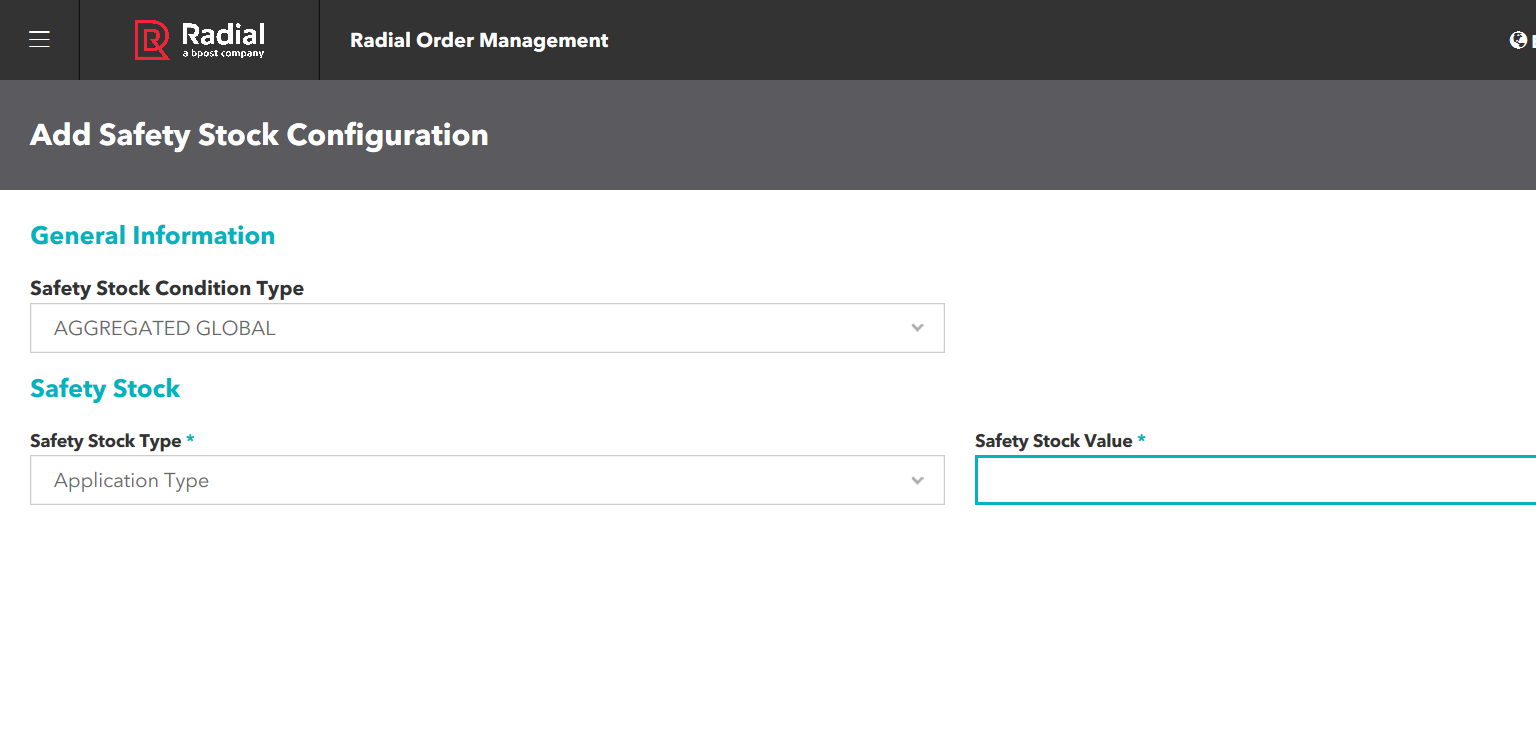 Radial
a bpost company
Radial Order Management
Add Safety Stock Configuration
General Information
Safety Stock Condition Type
AGGREGATED GLOBAL
Safety Stock
Safety Stock Type *
Safety Stock Value *
Application Type